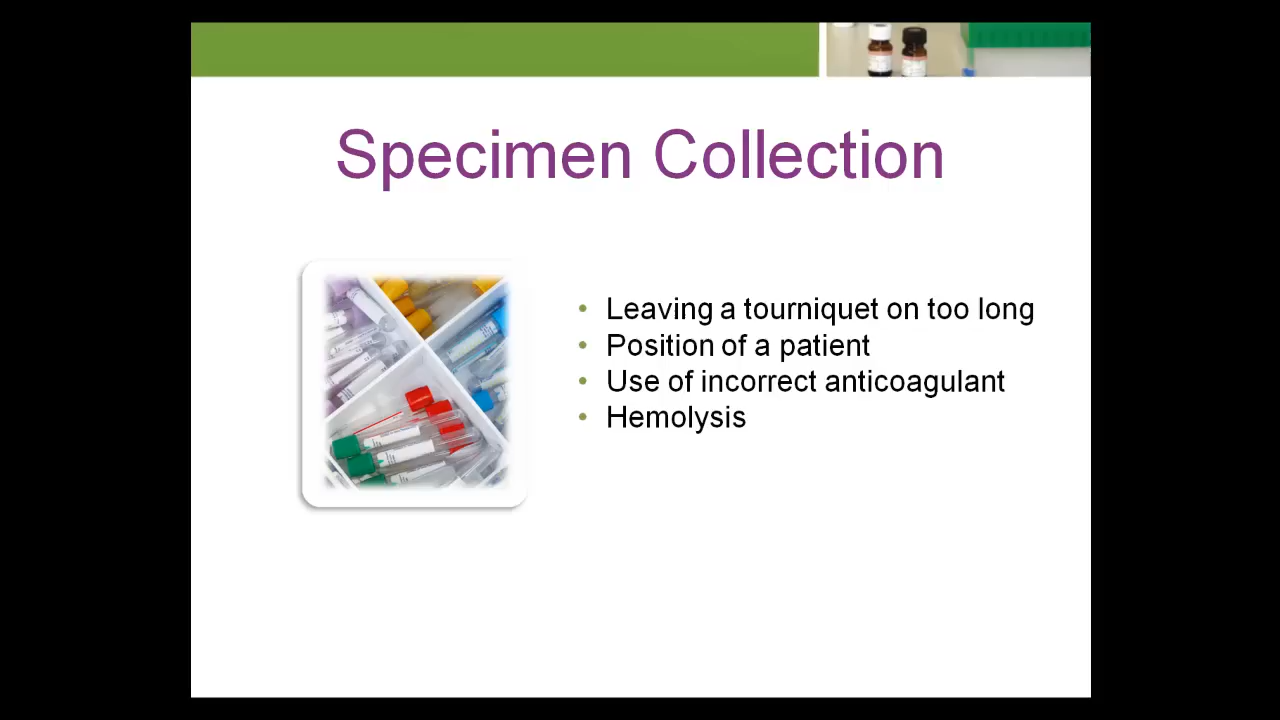 Specimen Collection
• Leaving a tourniquet on too long
• Position of a patient
• Use of incorrect anticoagulant
• Hemolysis